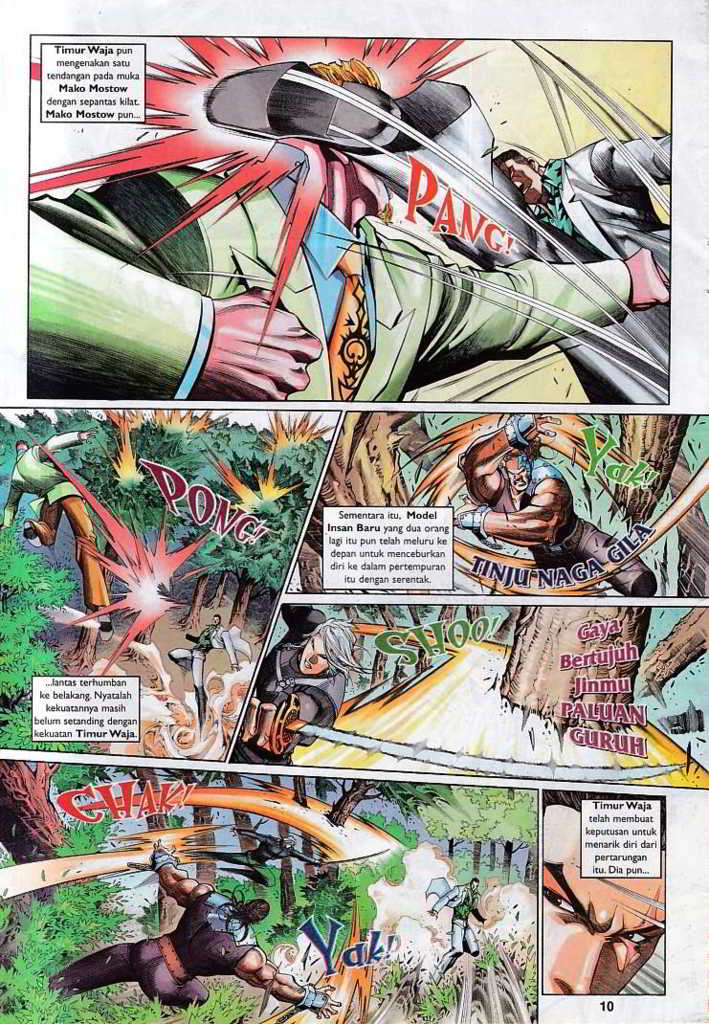 Timur Waja pun
mengenakan satu
tendangan pada muka
Mako Mostow
dengan sepantas kilat.
Mako Mostow pun...
PANG!
PONG!
...lantas terhumban
ke belakang. Nyatalah
kekuatannya masih
belum setanding dengan
kekuatan Timur Waja.
Yak!
Sementara itu, Model
Insan Baru yang dua orang
lagi itu pun telah meluru ke
depan untuk menceburkan
diri ke dalam pertempuran
itu dengan serentak.
TINJU NAGA GILA
SHOO!
Gaya
Bertujuh
Jinmu
PALUAN
GURUH
CHAK!
Yak!
Timur Waja
telah membuat
keputusan untuk
menarik diri dari
pertarungan
itu. Dia pun...
10